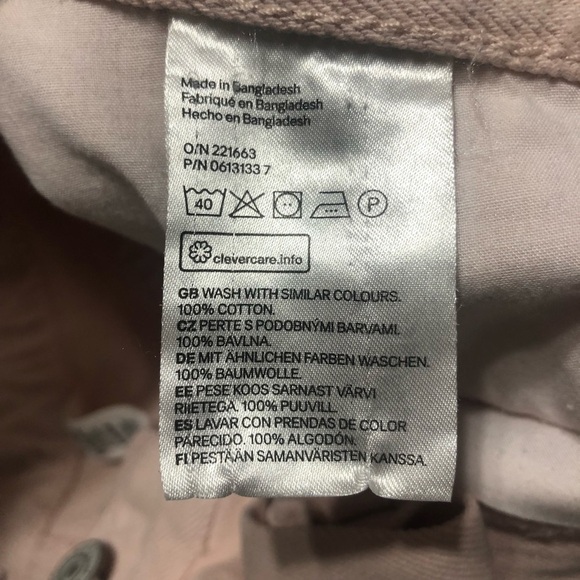 Made in Bangladesh
Fabriqué en Bangladesh
Hecho en Bangladesh
O/N 221663
P/N 0613133 7
40
P
clevercare.info
GB WASH WITH SIMILAR COLOURS.
100% COTTON.
CZ PERTE S PODOBNÝMI BARVAMI.
100% BAVLNA.
DE MIT ÄHNLICHEN FARBEN WASCHEN.
100% BAUMWOLLE.
EE PESE KOOS SARNAST VÄRVI
RIIETEGA. 100% PUUVILL.
ES LAVAR CON PRENDAS DE COLOR
PARECIDO. 100% ALGODÓN.
FI PESTÄÄN SAMANVÄRISTEN KANSSA.